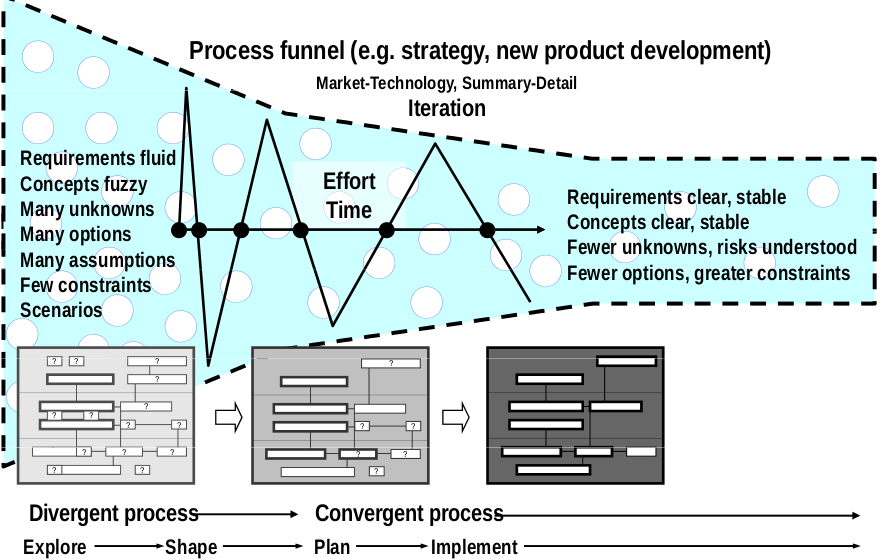 Process funnel (e.g. strategy, new product development)
Market-Technology, Summary-Detail
Iteration
Requirements fluid
Concepts fuzzy
Many unknowns
Many options
Many assumptions
Few constraints
Scenarios
Effort
Time
Requirements clear, stable
Concepts clear, stable
Fewer unknowns, risks understood
Fewer options, greater constraints
? ? ?
?
?
? ?
? ?
? ? ?
? ?
?
? ?
? ?
?
Divergent process
Convergent process
Explore
Shape
Plan
Implement